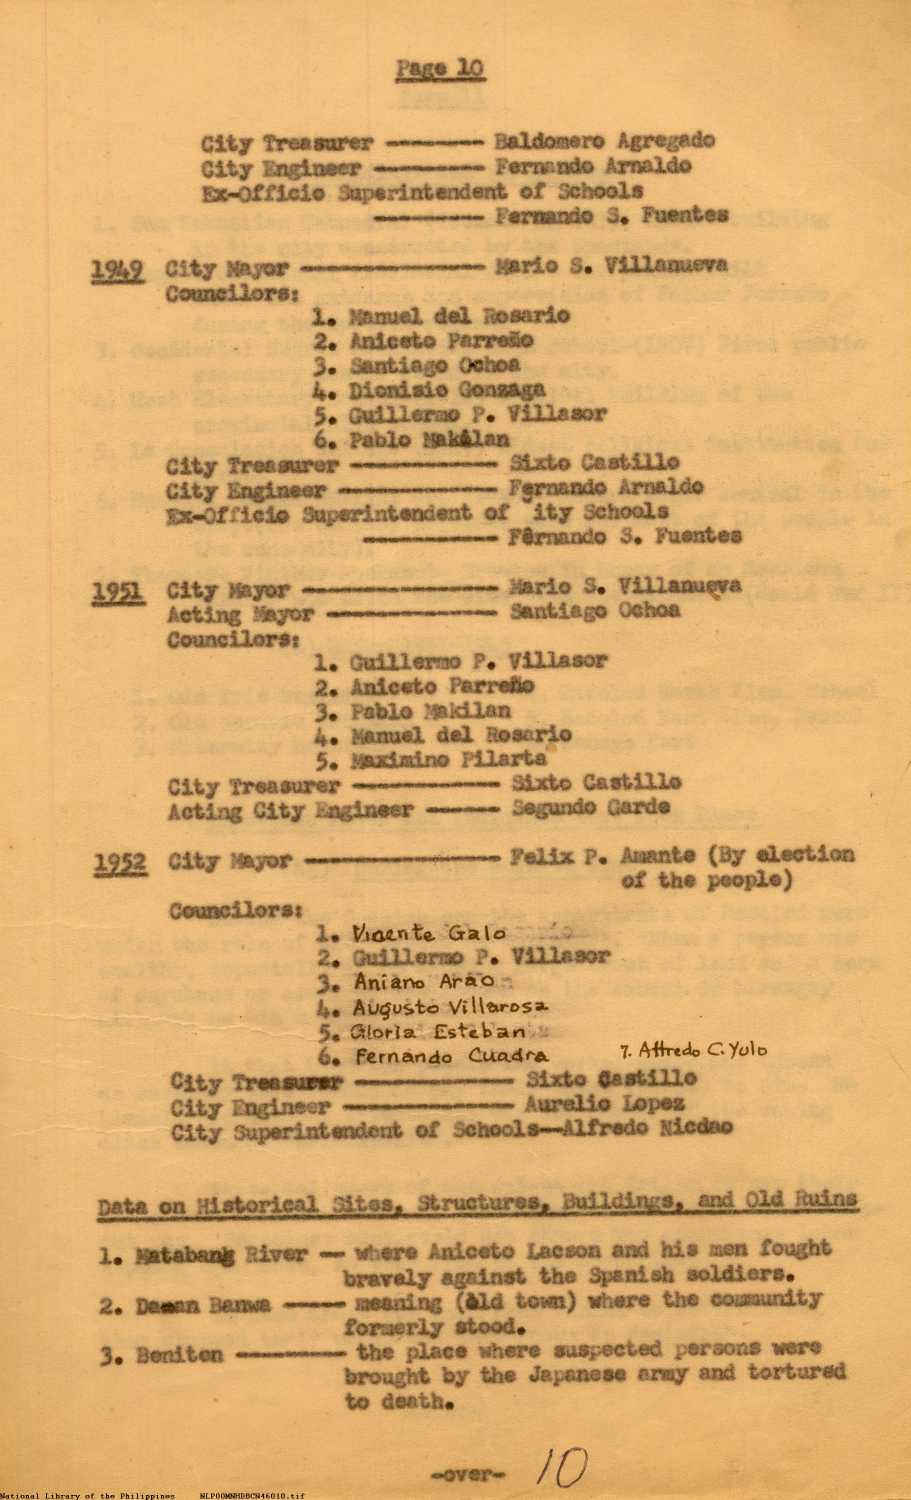 Page 10
City Treasurer -------- Baldomero Agregado
City Engineer --------- Fernando Arnaldo
Ex-Officio Superintendent of Schools
--------- Fernando S. Fuentes
1949 City Mayor --------------- Mario S. Villanueva
Councilors:
1. Manuel del Rosario
2. Aniceto Parreño
3. Santiago Ochoa
4. Dionisio Gonzaga
5. Guillermo P. Villasor
6. Pablo Makilan
City Treasurer ------------ Sixto Castillo
City Engineer ------------- Fernando Arnaldo
Ex-Officio Superintendent of City Schools
----------- Fernando S. Fuentes
1951 City Mayor ---------------- Mario S. Villanueva
Acting Mayor -------------- Santiago Ochoa
Councilors:
1. Guillermo P. Villasor
2. Aniceto Parreño
3. Pablo Makilan
4. Manuel del Rosario
5. Maximino Pilarta
City Treasurer ------------ Sixto Castillo
Acting City Engineer ------ Segundo Garde
1952 City Mayor ---------------- Felix P. Amante (By election
of the people)
Councilors:
1. Vicente Galo
2. Guillermo P. Villasor
3. Aniano Arao
4. Augusto Villarosa
5. Gloria Esteban
6. Fernando Cuadra 7. Alfredo C. Yulo
City Treasurer ------------- Sixto Castillo
City Engineer -------------- Aurelio Lopez
City Superintendent of Schools--Alfredo Nicdao
Data on Historical Sites, Structures, Buildings, and Old Ruins
1. Matabang River -- where Aniceto Lacson and his men fought
bravely against the Spanish soldiers.
2. Daan Banwa ----- meaning (old town) where the community
formerly stood.
3. Beniton --------- the place where suspected persons were
brought by the Japanese army and tortured
to death.
-over- 10
National Library of the Philippines NLPOOMNHDBCN46010.tif